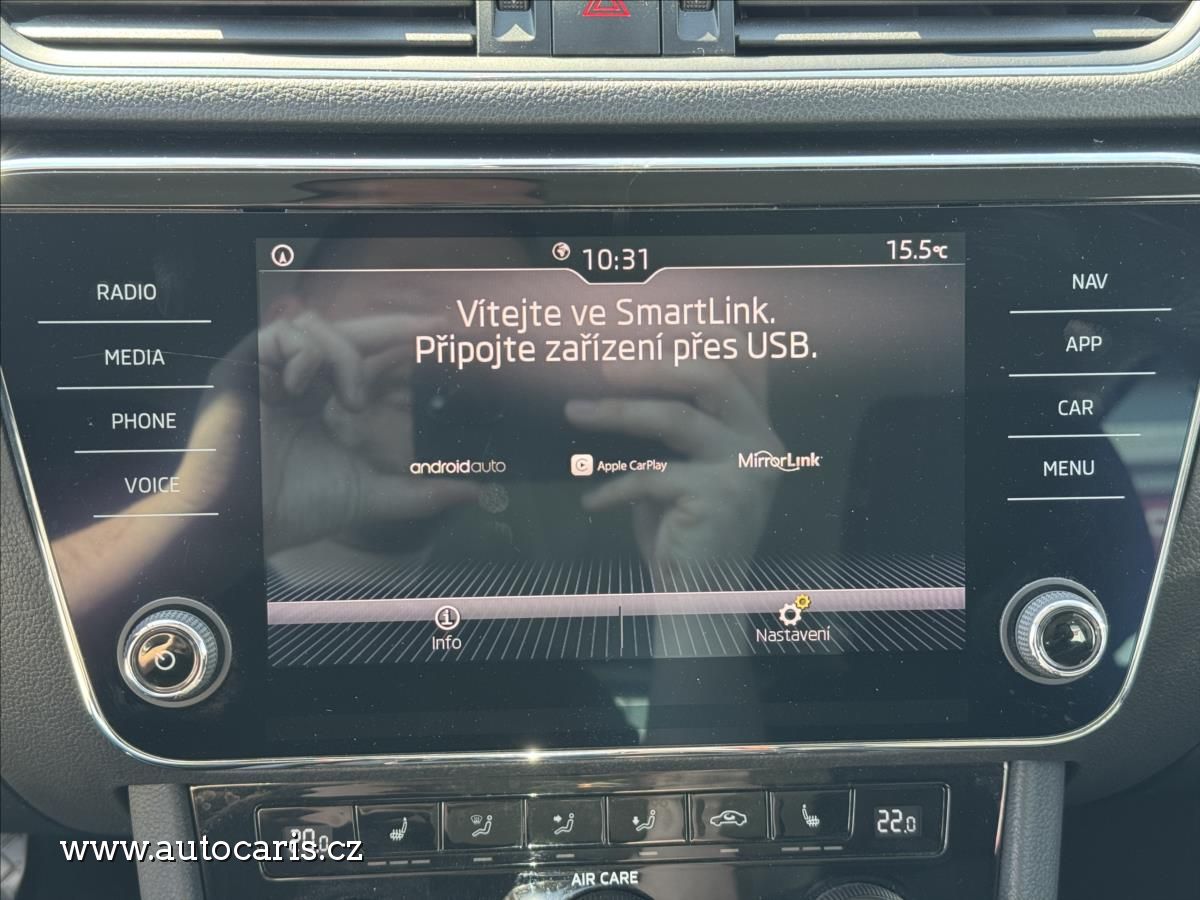 10:31
15.5°C
Vítejte ve SmartLink.
Připojte zařízení přes USB.
androidauto
Apple CarPlay
MirrorLink
Info
Nastavení
RADIO
MEDIA
PHONE
VOICE
NAV
APP
CAR
MENU
22.0
www.autocaris.cz
AIR CARE